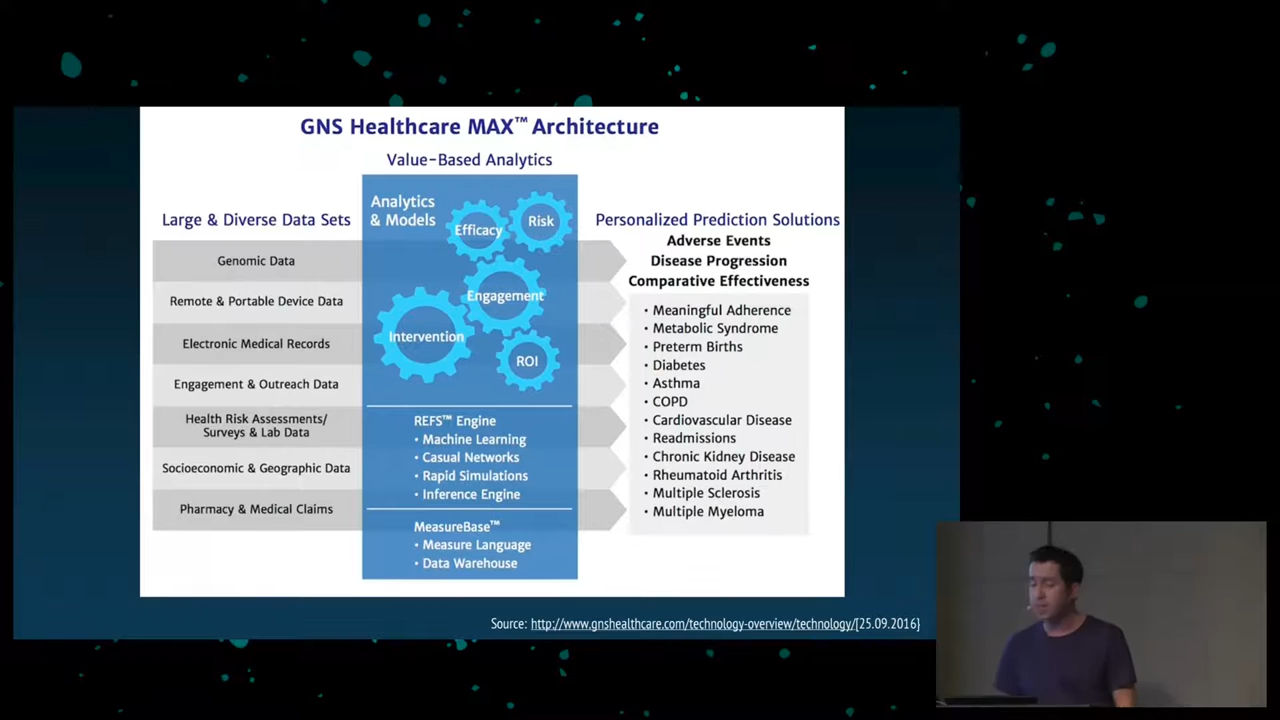 GNS Healthcare MAX™ Architecture
Value-Based Analytics
Large & Diverse Data Sets
Genomic Data
Remote & Portable Device Data
Electronic Medical Records
Engagement & Outreach Data
Health Risk Assessments/
Surveys & Lab Data
Socioeconomic & Geographic Data
Pharmacy & Medical Claims
Analytics
& Models
Efficacy
Risk
Engagement
Intervention
ROI
REFS™ Engine
• Machine Learning
• Casual Networks
• Rapid Simulations
• Inference Engine
MeasureBase™
• Measure Language
• Data Warehouse
Personalized Prediction Solutions
Adverse Events
Disease Progression
Comparative Effectiveness
• Meaningful Adherence
• Metabolic Syndrome
• Preterm Births
• Diabetes
• Asthma
• COPD
• Cardiovascular Disease
• Readmissions
• Chronic Kidney Disease
• Rheumatoid Arthritis
• Multiple Sclerosis
• Multiple Myeloma
Source: http://www.gnshealthcare.com/technology-overview/technology/[25.09.2016}